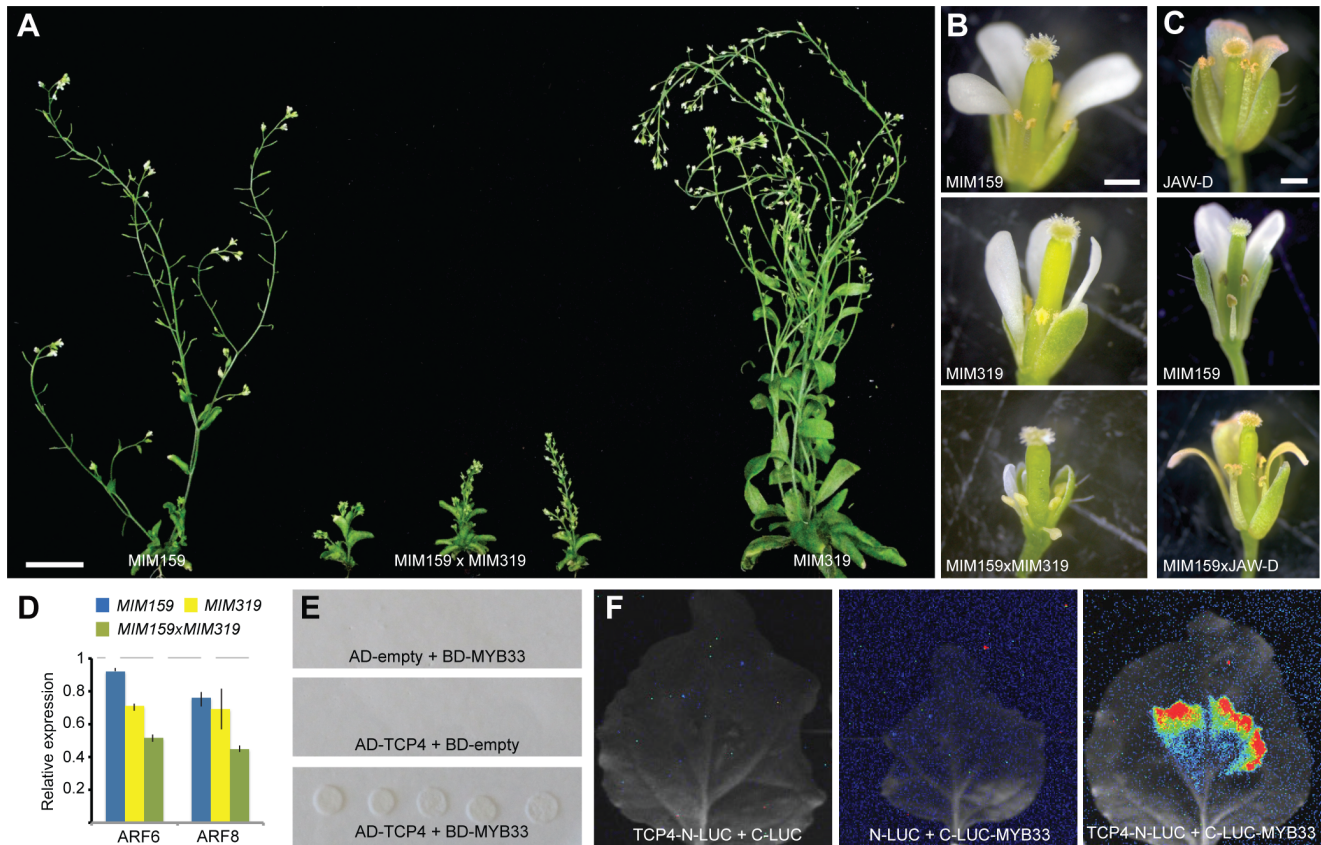 A
MIM159
MIM159 x MIM319
MIM319
B
MIM159
MIM319
MIM159xMIM319
C
JAW-D
MIM159
MIM159xJAW-D
D
MIM159 MIM319
MIM159xMIM319
Relative expression
1
0.8
0.6
0.4
0.2
ARF6 ARF8
E
AD-empty + BD-MYB33
AD-TCP4 + BD-empty
AD-TCP4 + BD-MYB33
F
TCP4-N-LUC + C-LUC
N-LUC + C-LUC-MYB33
TCP4-N-LUC + C-LUC-MYB33